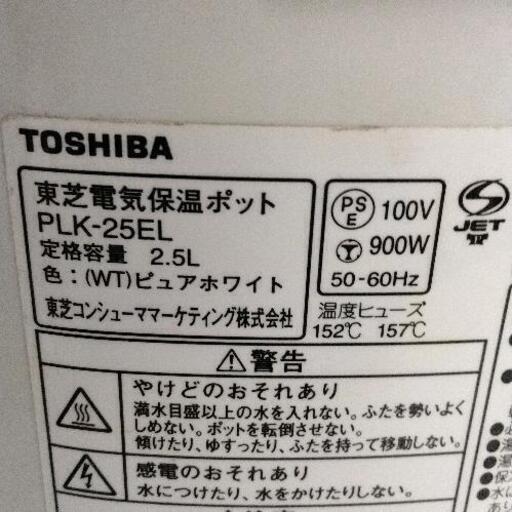 TOSHIBA
東芝電気保温ポット
PLK-25EL
定格容量 2.5L
色：(WT)ピュアホワイト
東芝コンシューママーケティング株式会社
PS
E
100V
900W
50-60Hz
温度ヒューズ
152℃ 157℃
S
JET
警告
やけどのおそれあり
満水目盛以上の水を入れない。ふたを勢いよく
しめない。ポットを転倒させない。
傾けたり、ゆすったり、ふたを持って移動しない。
感電のおそれあり
水につけたり、水をかけたりしない。